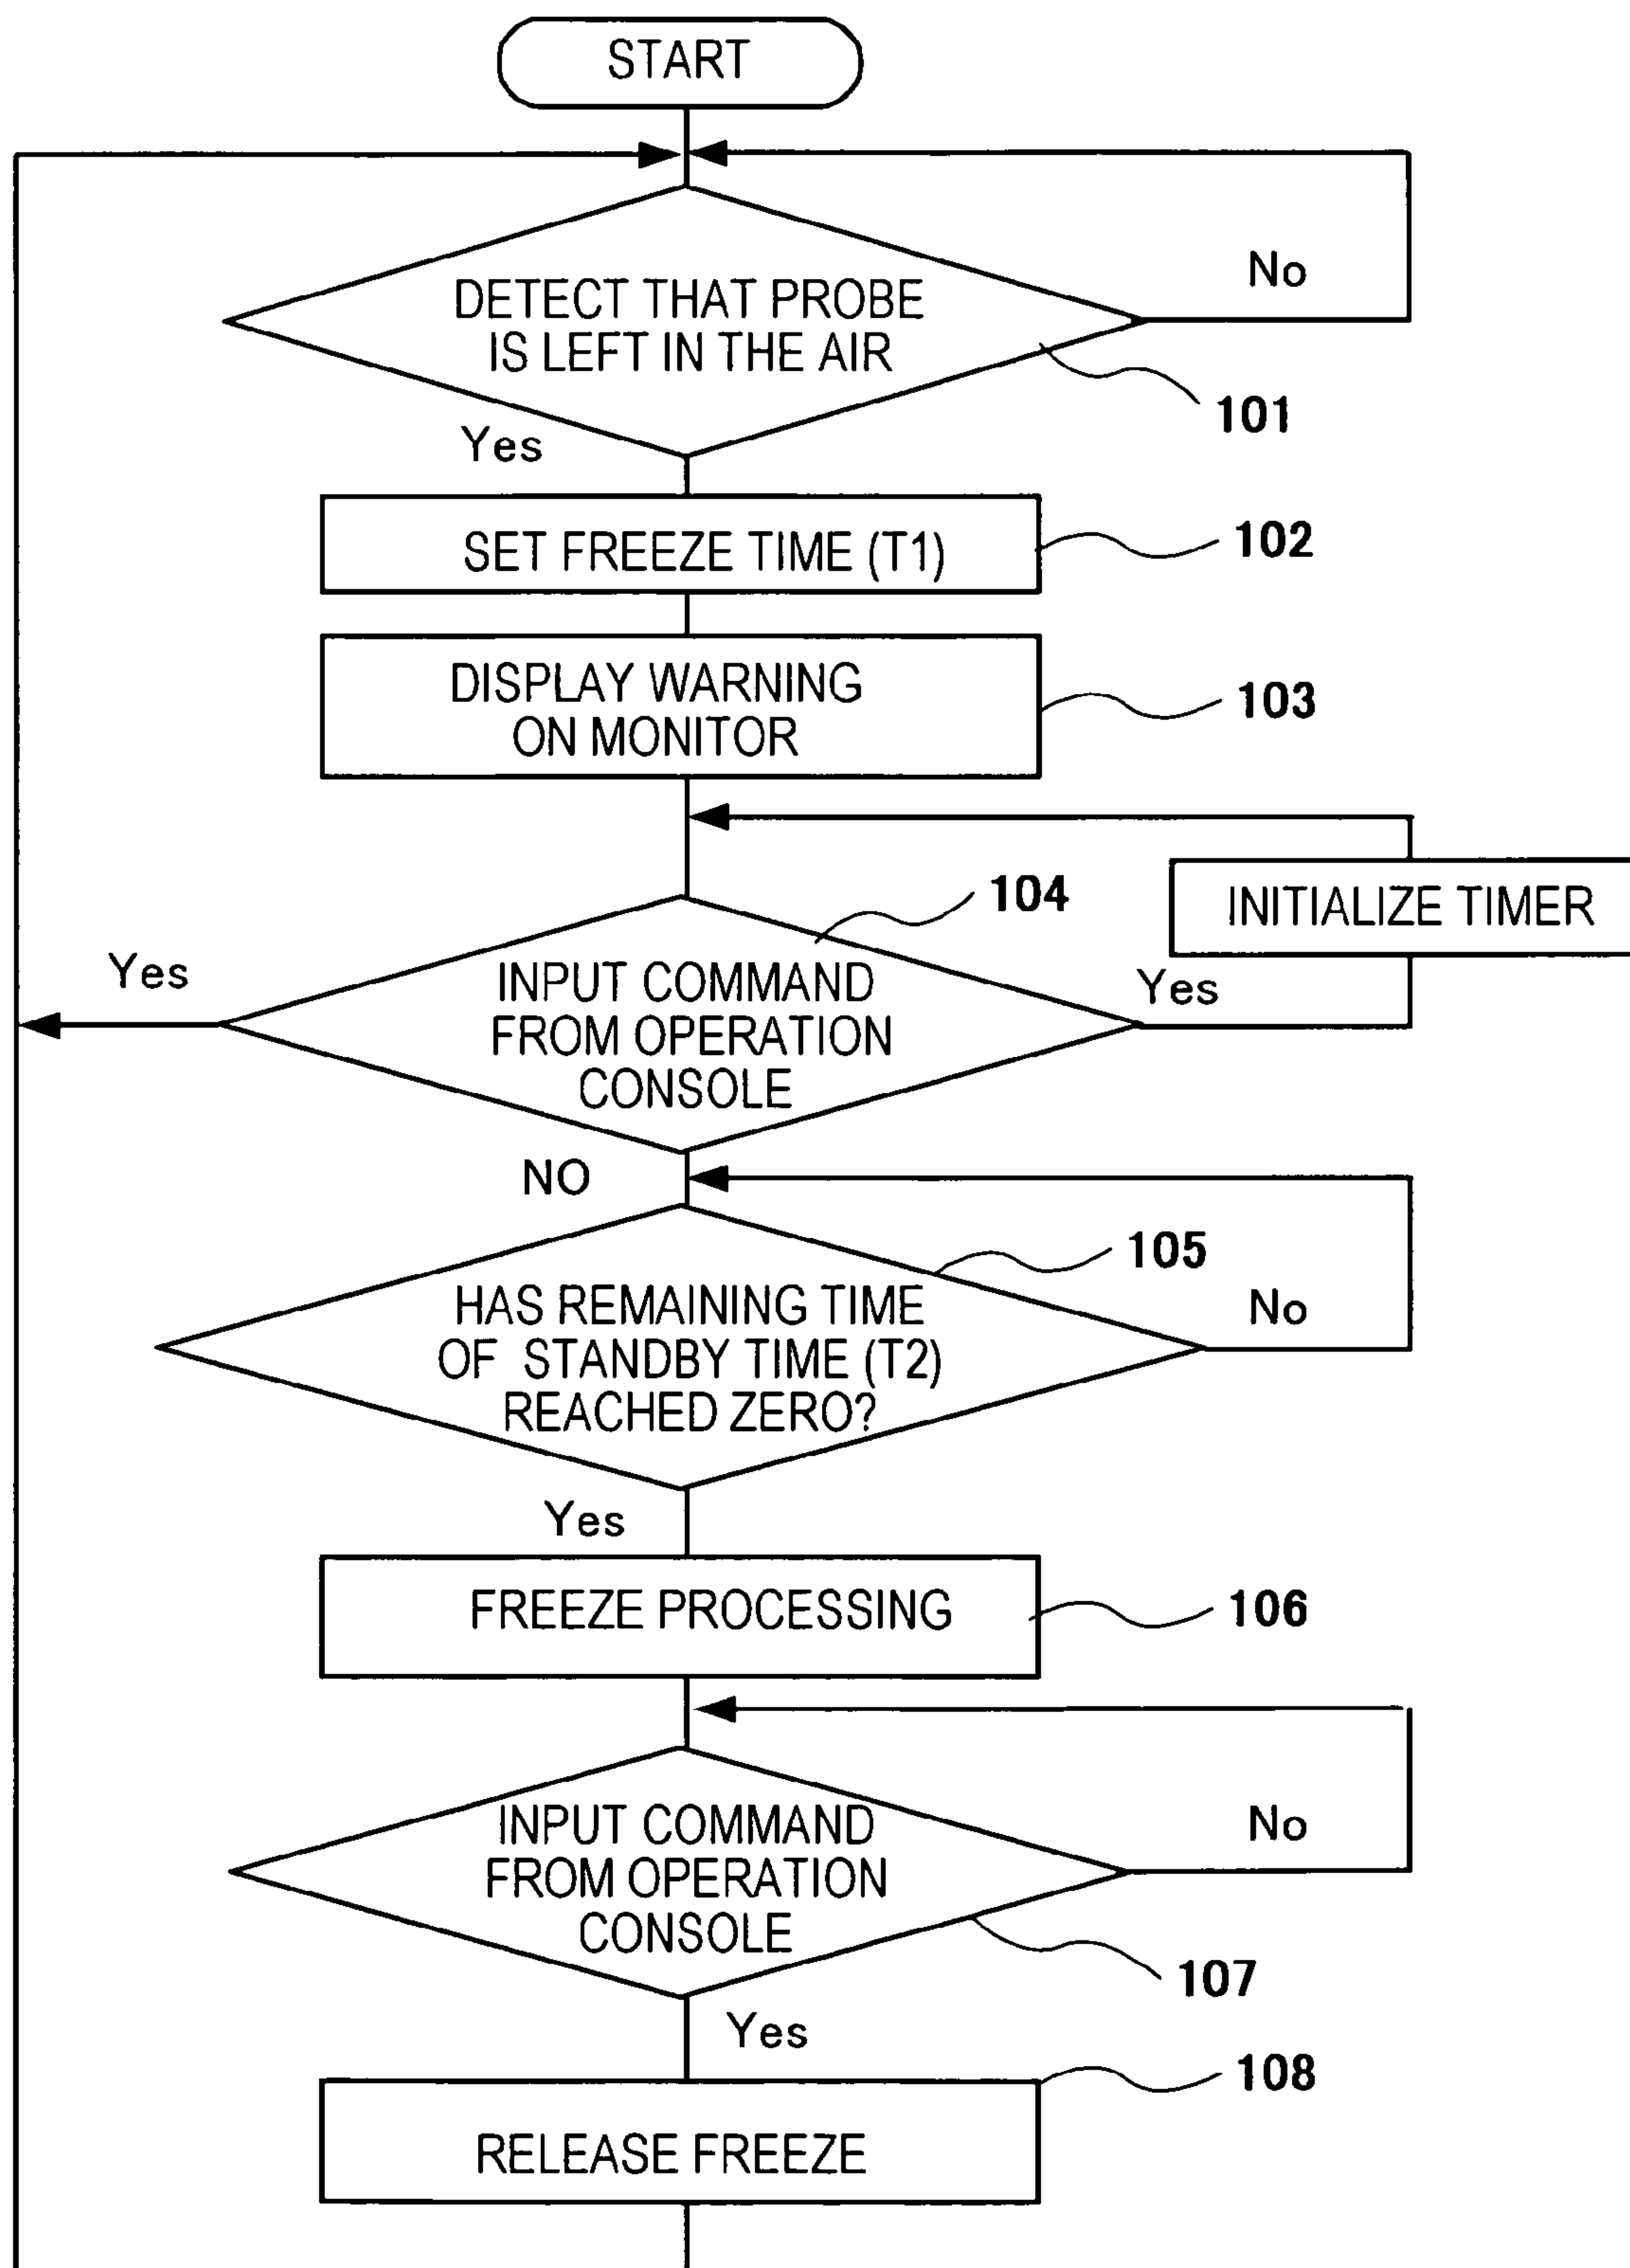 START
No
DETECT THAT PROBE
IS LEFT IN THE AIR
101
Yes
SET FREEZE TIME (T1)
102
DISPLAY WARNING
ON MONITOR
103
104
INITIALIZE TIMER
Yes
Yes
INPUT COMMAND
FROM OPERATION
CONSOLE
NO
105
HAS REMAINING TIME
OF STANDBY TIME (T2)
REACHED ZERO?
No
Yes
FREEZE PROCESSING
106
INPUT COMMAND
FROM OPERATION
CONSOLE
No
107
Yes
108
RELEASE FREEZE